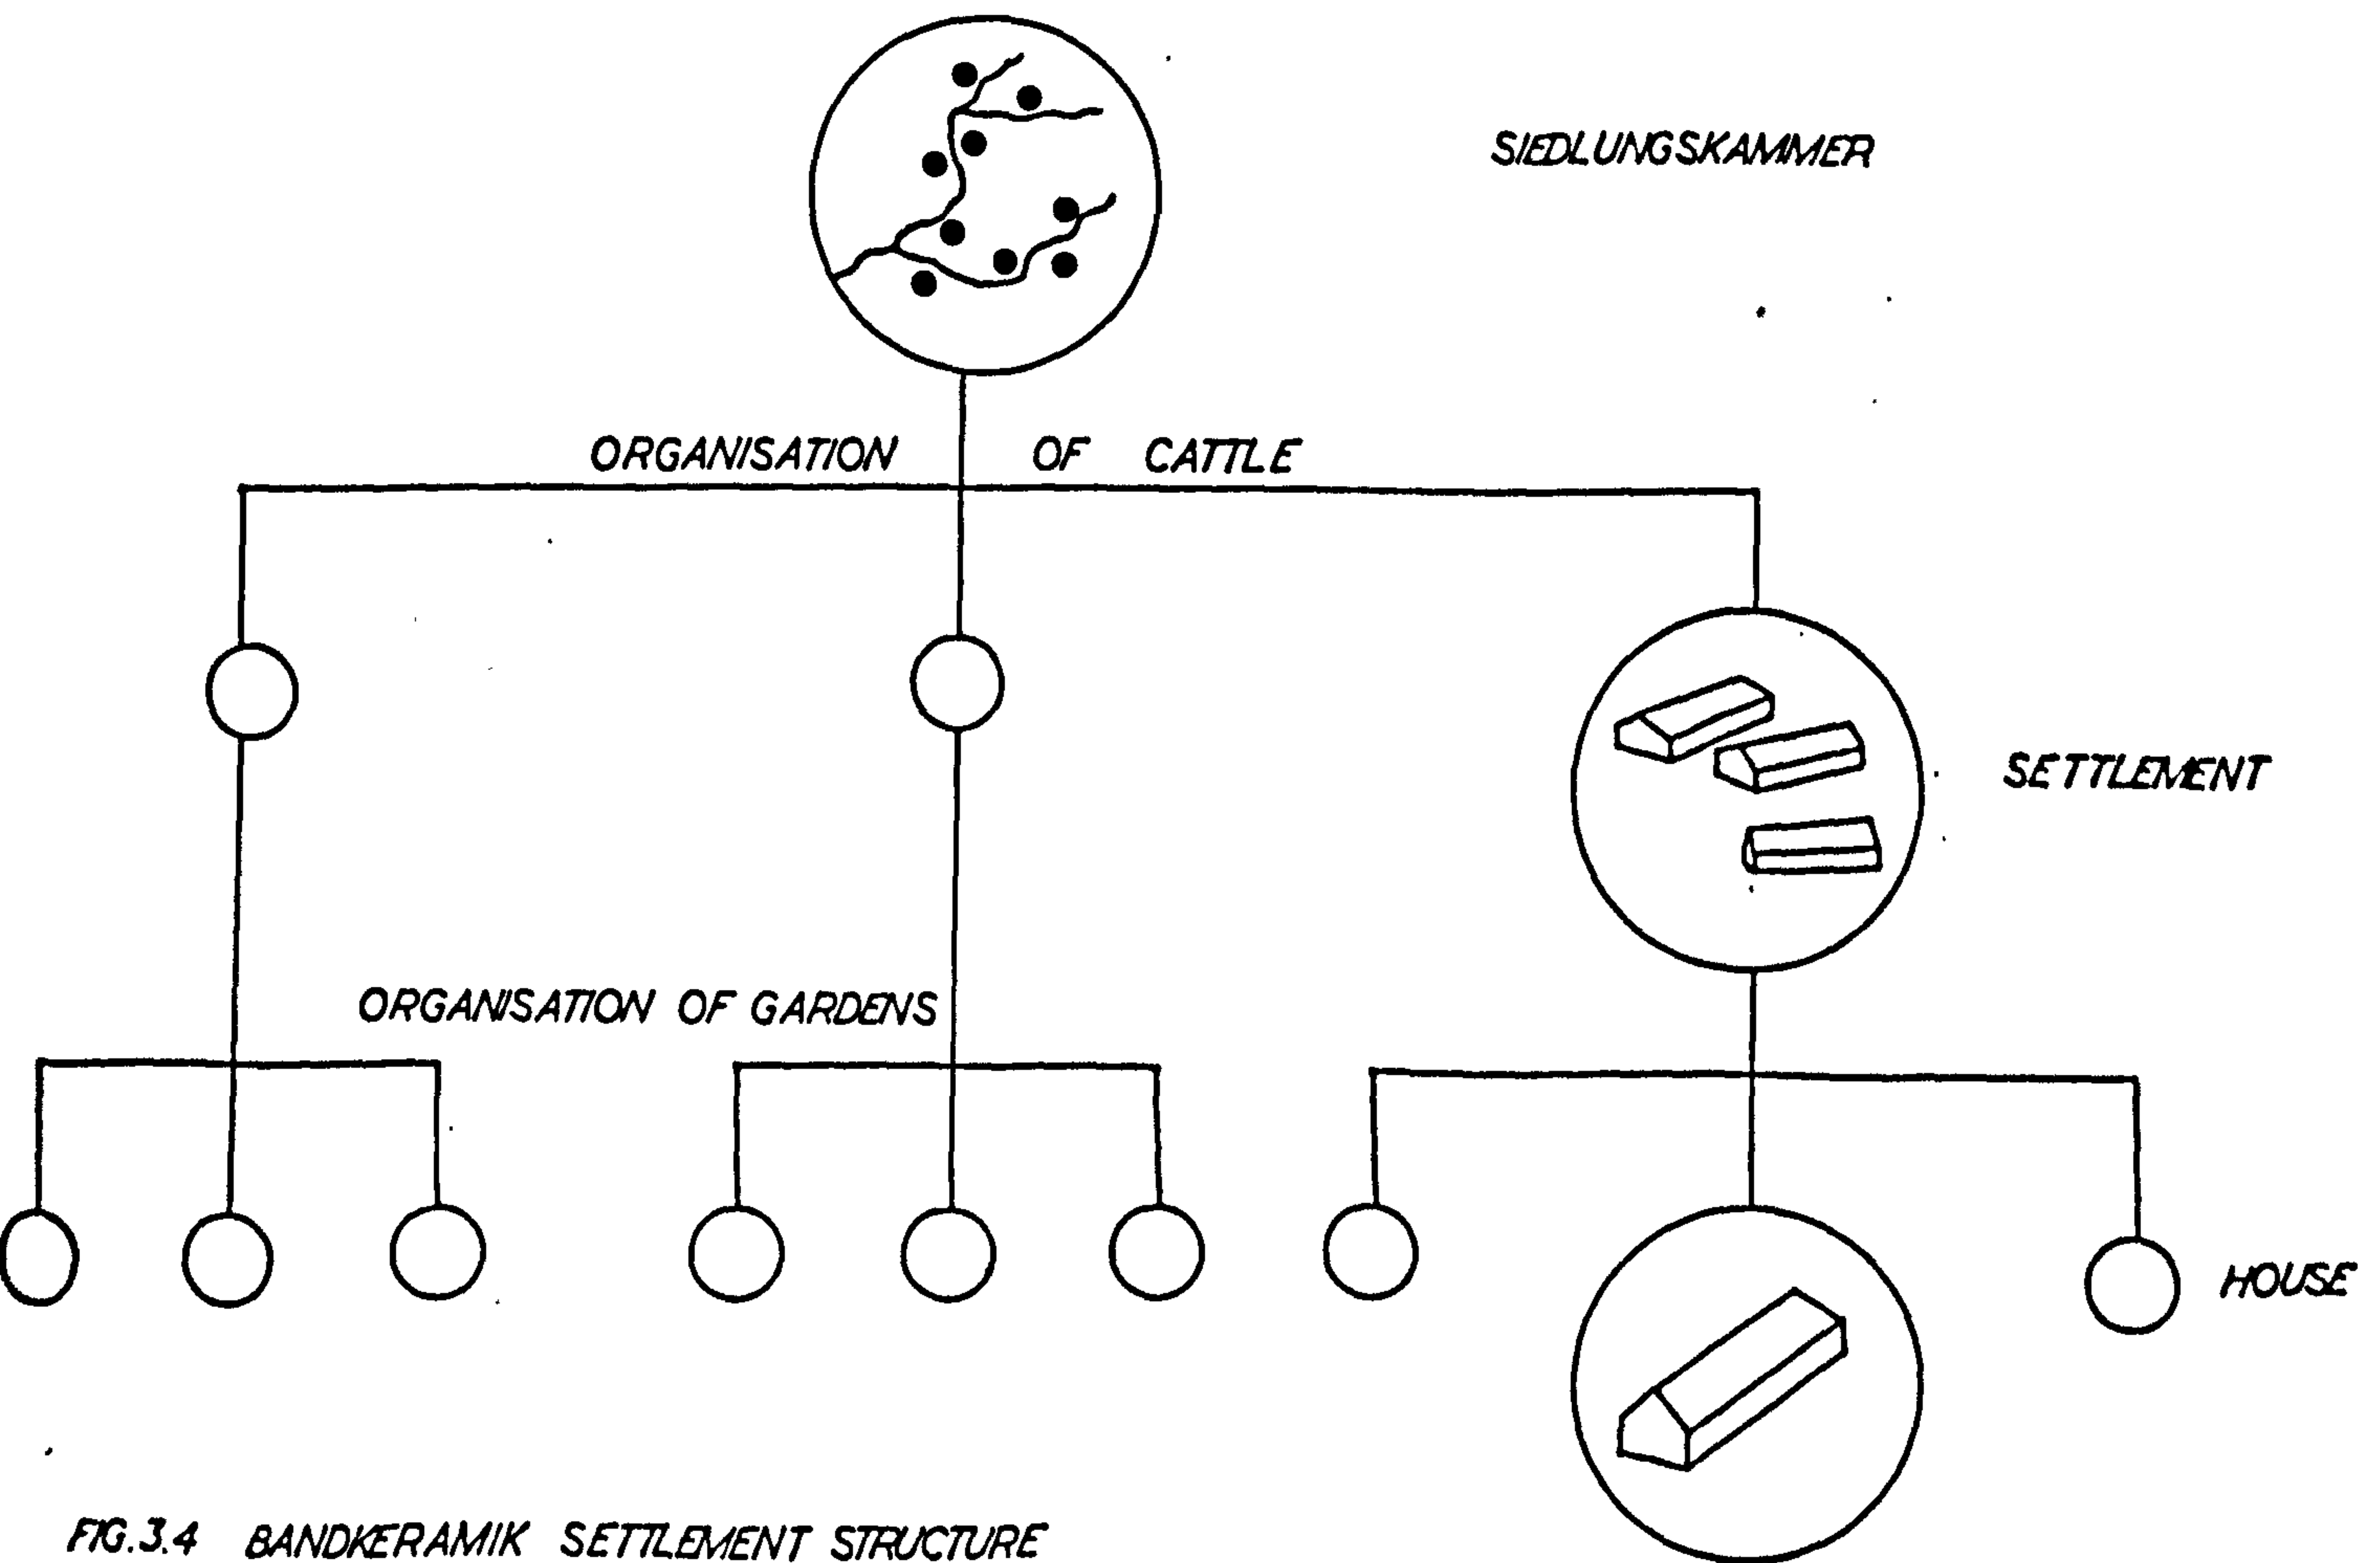 SIEDLUNGSKAMMER
ORGANISATION OF CATTLE
SETTLEMENT
ORGANISATION OF GARDENS
HOUSE
FIG.3.4 BANDKERAMIK SETTLEMENT STRUCTURE